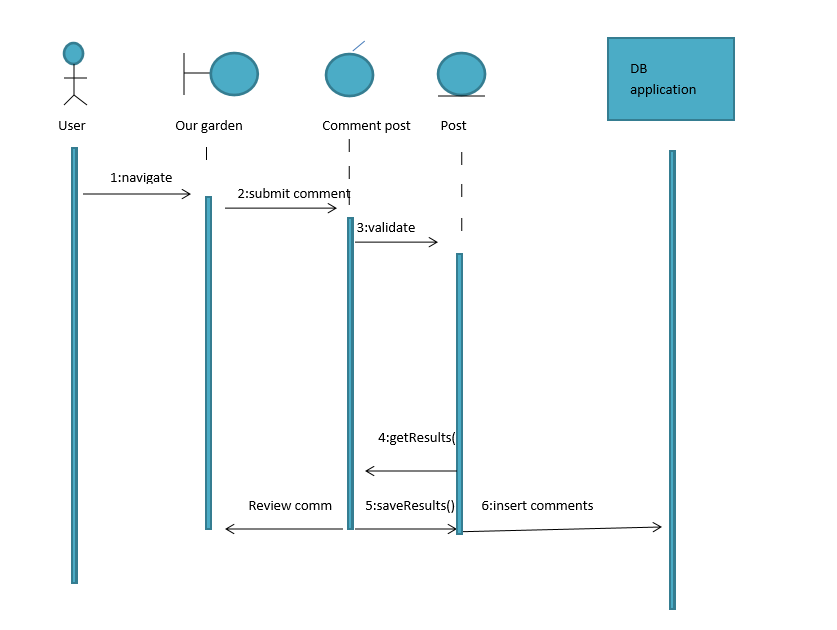 DB
application
User
Our garden
Comment post
Post
1:navigate
2:submit comment
3:validate
4:getResults(
Review comm
5:saveResults()
6:insert comments